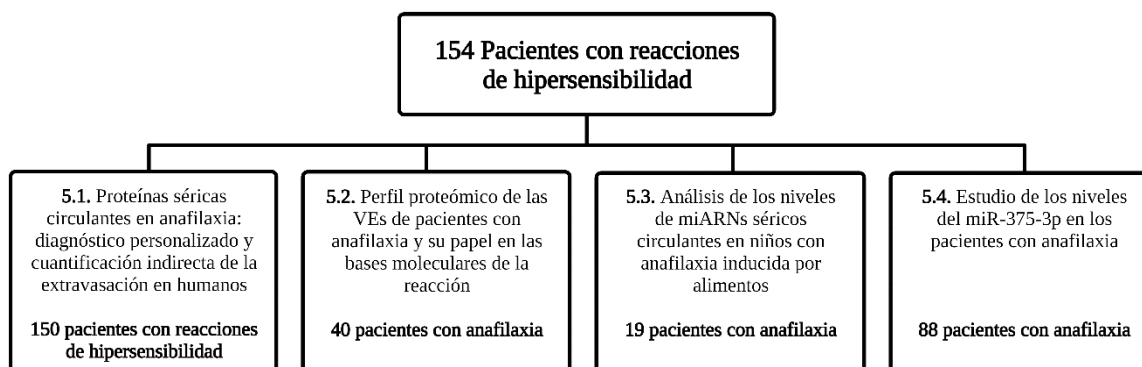 154 Pacientes con reacciones
de hipersensibilidad
5.1. Proteínas séricas
circulantes en anafilaxia:
diagnóstico personalizado y
cuantificación indirecta de la
extravasación en humanos
150 pacientes con reacciones
de hipersensibilidad
5.2. Perfil proteómico de las
VEs de pacientes con
anafilaxia y su papel en las
bases moleculares de la
reacción
40 pacientes con anafilaxia
5.3. Análisis de los niveles
de miARNs séricos
circulantes en niños con
anafilaxia inducida por
alimentos
19 pacientes con anafilaxia
5.4. Estudio de los niveles
del miR-375-3p en los
pacientes con anafilaxia
88 pacientes con anafilaxia